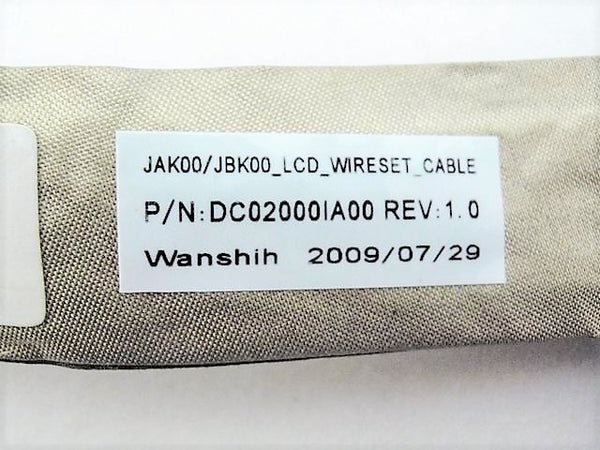 JAK00/JBK00_LCD_WIRESET_CABLE
P/N:DC02000IA00 REV:1.0
Wanshih 2009/07/29